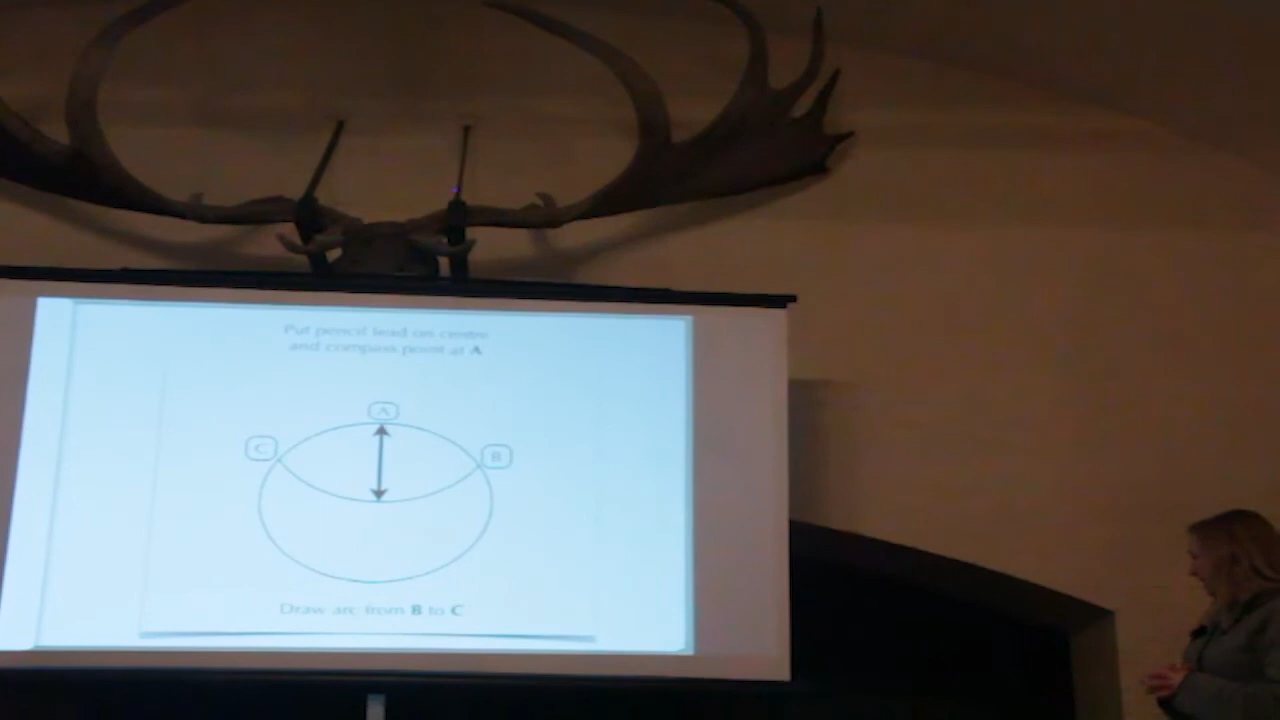 Put pencil lead on centre
and compass point at A
A
C
B
Draw arc from B to C